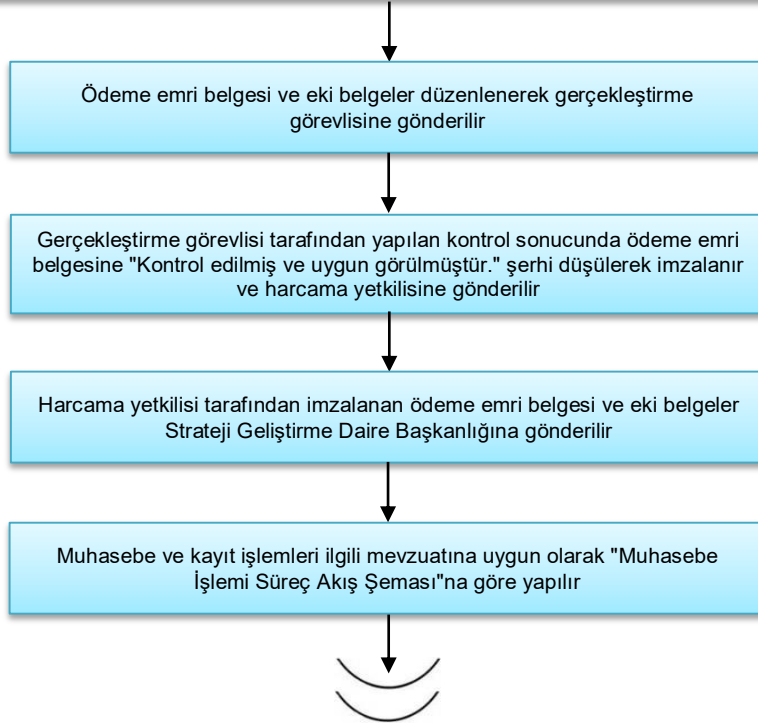 Ödeme emri belgesi ve eki belgeler düzenlenerek gerçekleştirme
görevlisine gönderilir
Gerçekleştirme görevlisi tarafından yapılan kontrol sonucunda ödeme emri
belgesine "Kontrol edilmiş ve uygun görülmüştür." şerhi düşülerek imzalanır
ve harcama yetkilisine gönderilir
Harcama yetkilisi tarafından imzalanan ödeme emri belgesi ve eki belgeler
Strateji Geliştirme Daire Başkanlığına gönderilir
Muhasebe ve kayıt işlemleri ilgili mevzuatına uygun olarak "Muhasebe
İşlemi Süreç Akış Şeması"na göre yapılır